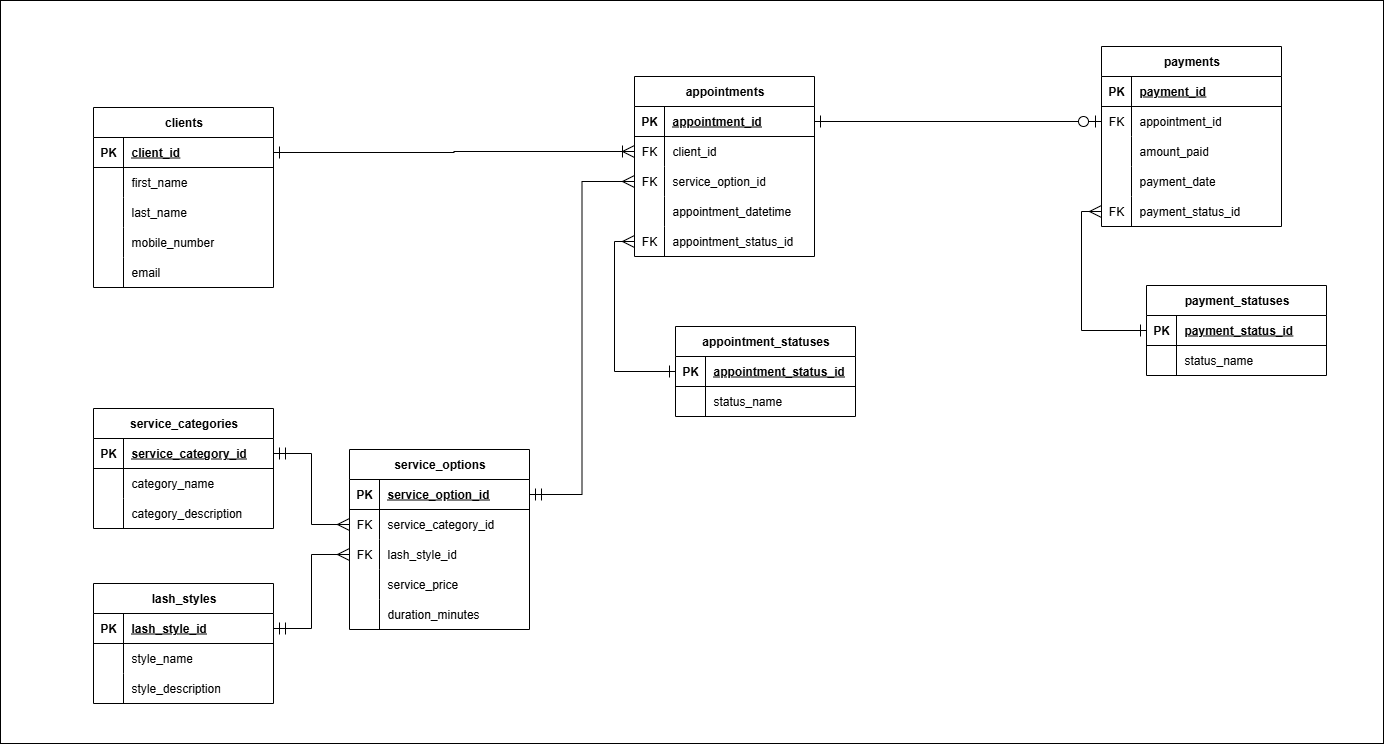 clients
PK client_id
first_name
last_name
mobile_number
email
appointments
PK appointment_id
FK client_id
FK service_option_id
appointment_datetime
FK appointment_status_id
payments
PK payment_id
FK appointment_id
amount_paid
payment_date
FK payment_status_id
payment_statuses
PK payment_status_id
status_name
appointment_statuses
PK appointment_status_id
status_name
service_categories
PK service_category_id
category_name
category_description
service_options
PK service_option_id
FK service_category_id
FK lash_style_id
service_price
duration_minutes
lash_styles
PK lash_style_id
style_name
style_description